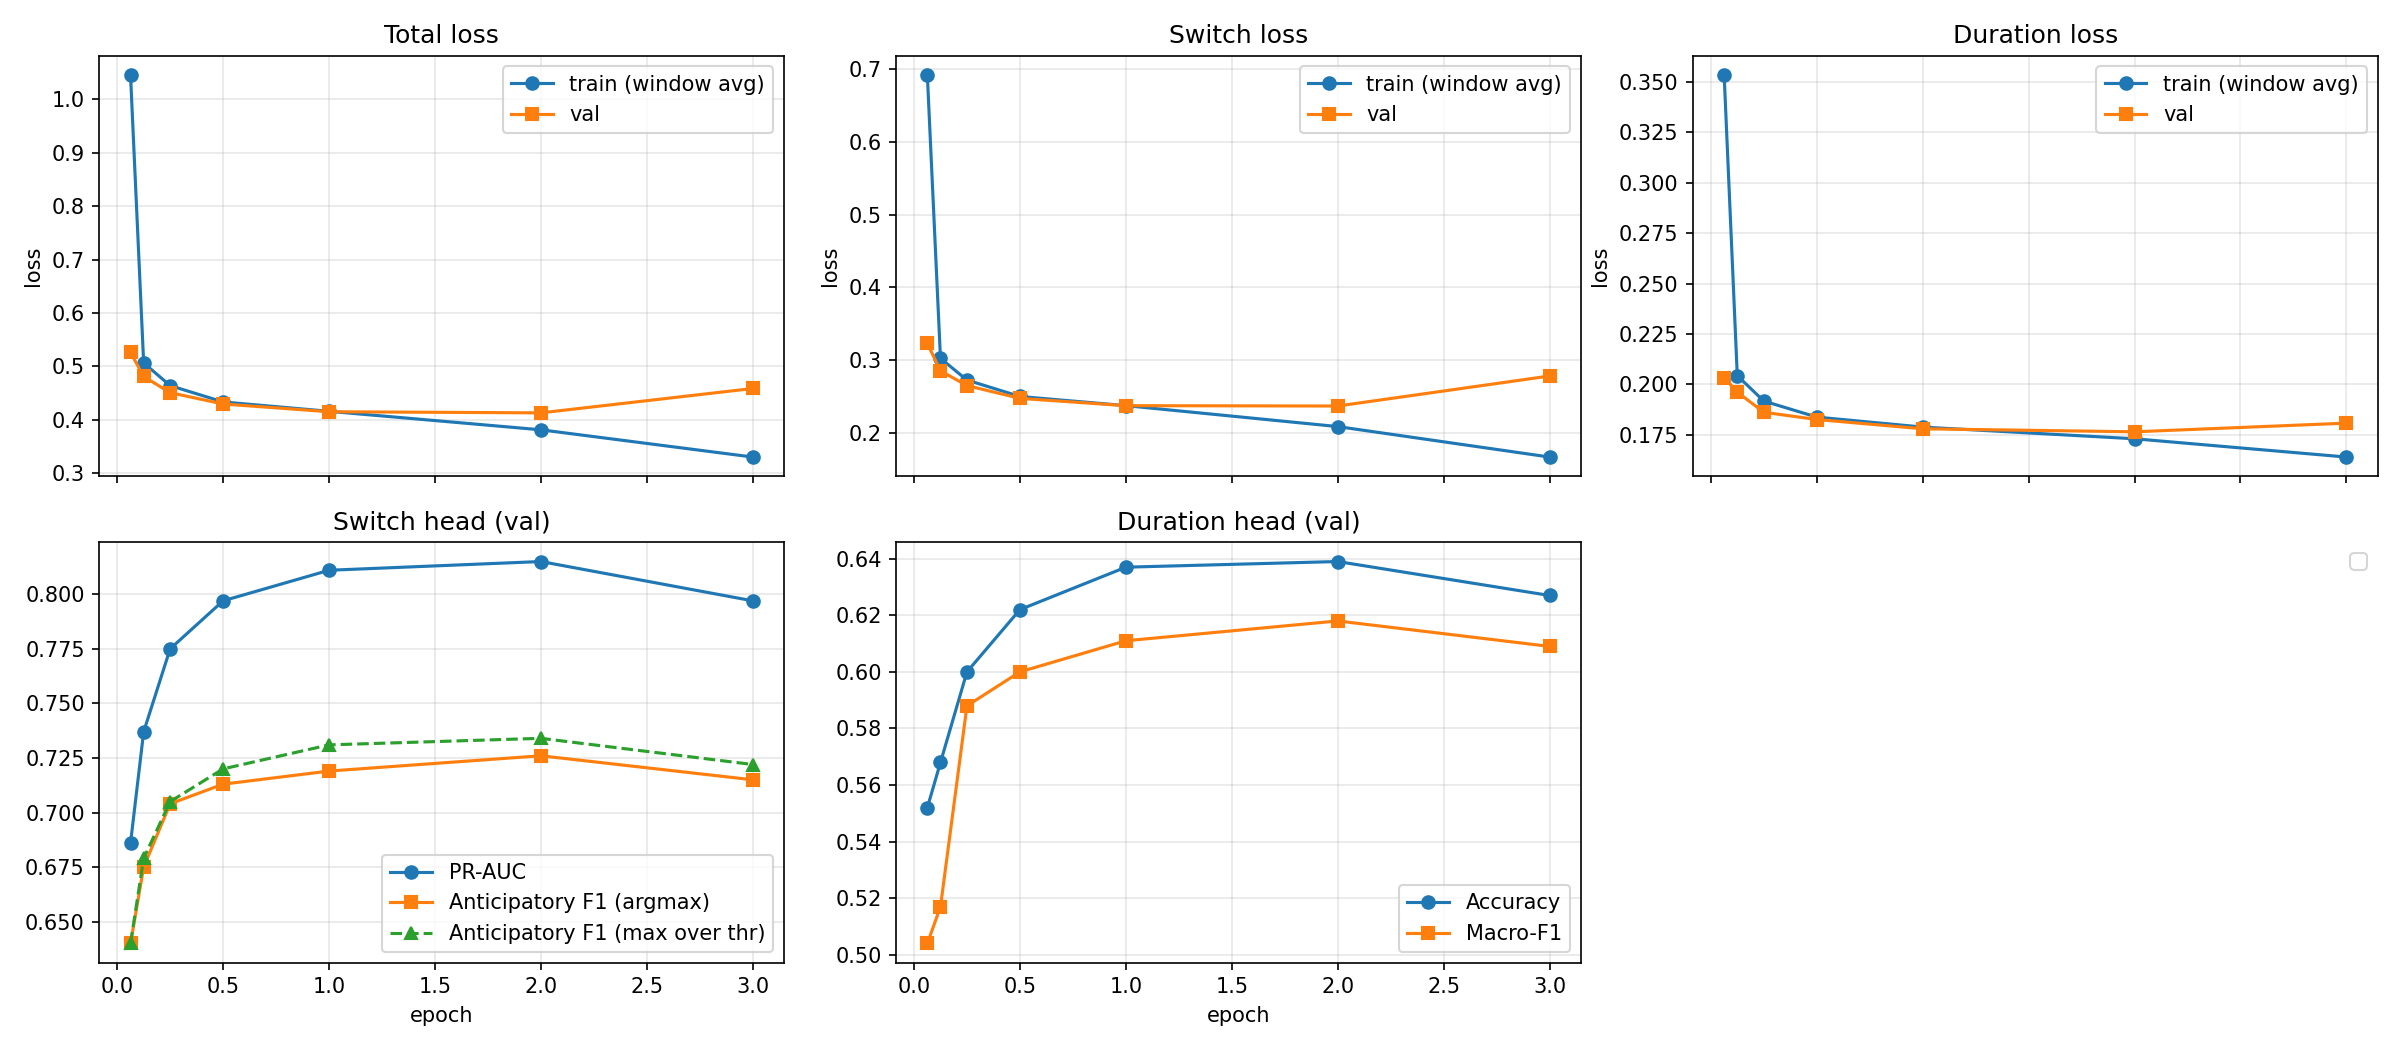 Total loss
train (window avg)
val
1.0
0.9
0.8
0.7
0.6
0.5
0.4
0.3
loss
Switch loss
train (window avg)
val
0.7
0.6
0.5
0.4
0.3
0.2
loss
Duration loss
train (window avg)
val
0.350
0.325
0.300
0.275
0.250
0.225
0.200
0.175
loss
Switch head (val)
0.800
0.775
0.750
0.725
0.700
0.675
0.650
PR-AUC
Anticipatory F1 (argmax)
Anticipatory F1 (max over thr)
0.0 0.5 1.0 1.5 2.0 2.5 3.0
epoch
Duration head (val)
0.64
0.62
0.60
0.58
0.56
0.54
0.52
0.50
Accuracy
Macro-F1
0.0 0.5 1.0 1.5 2.0 2.5 3.0
epoch